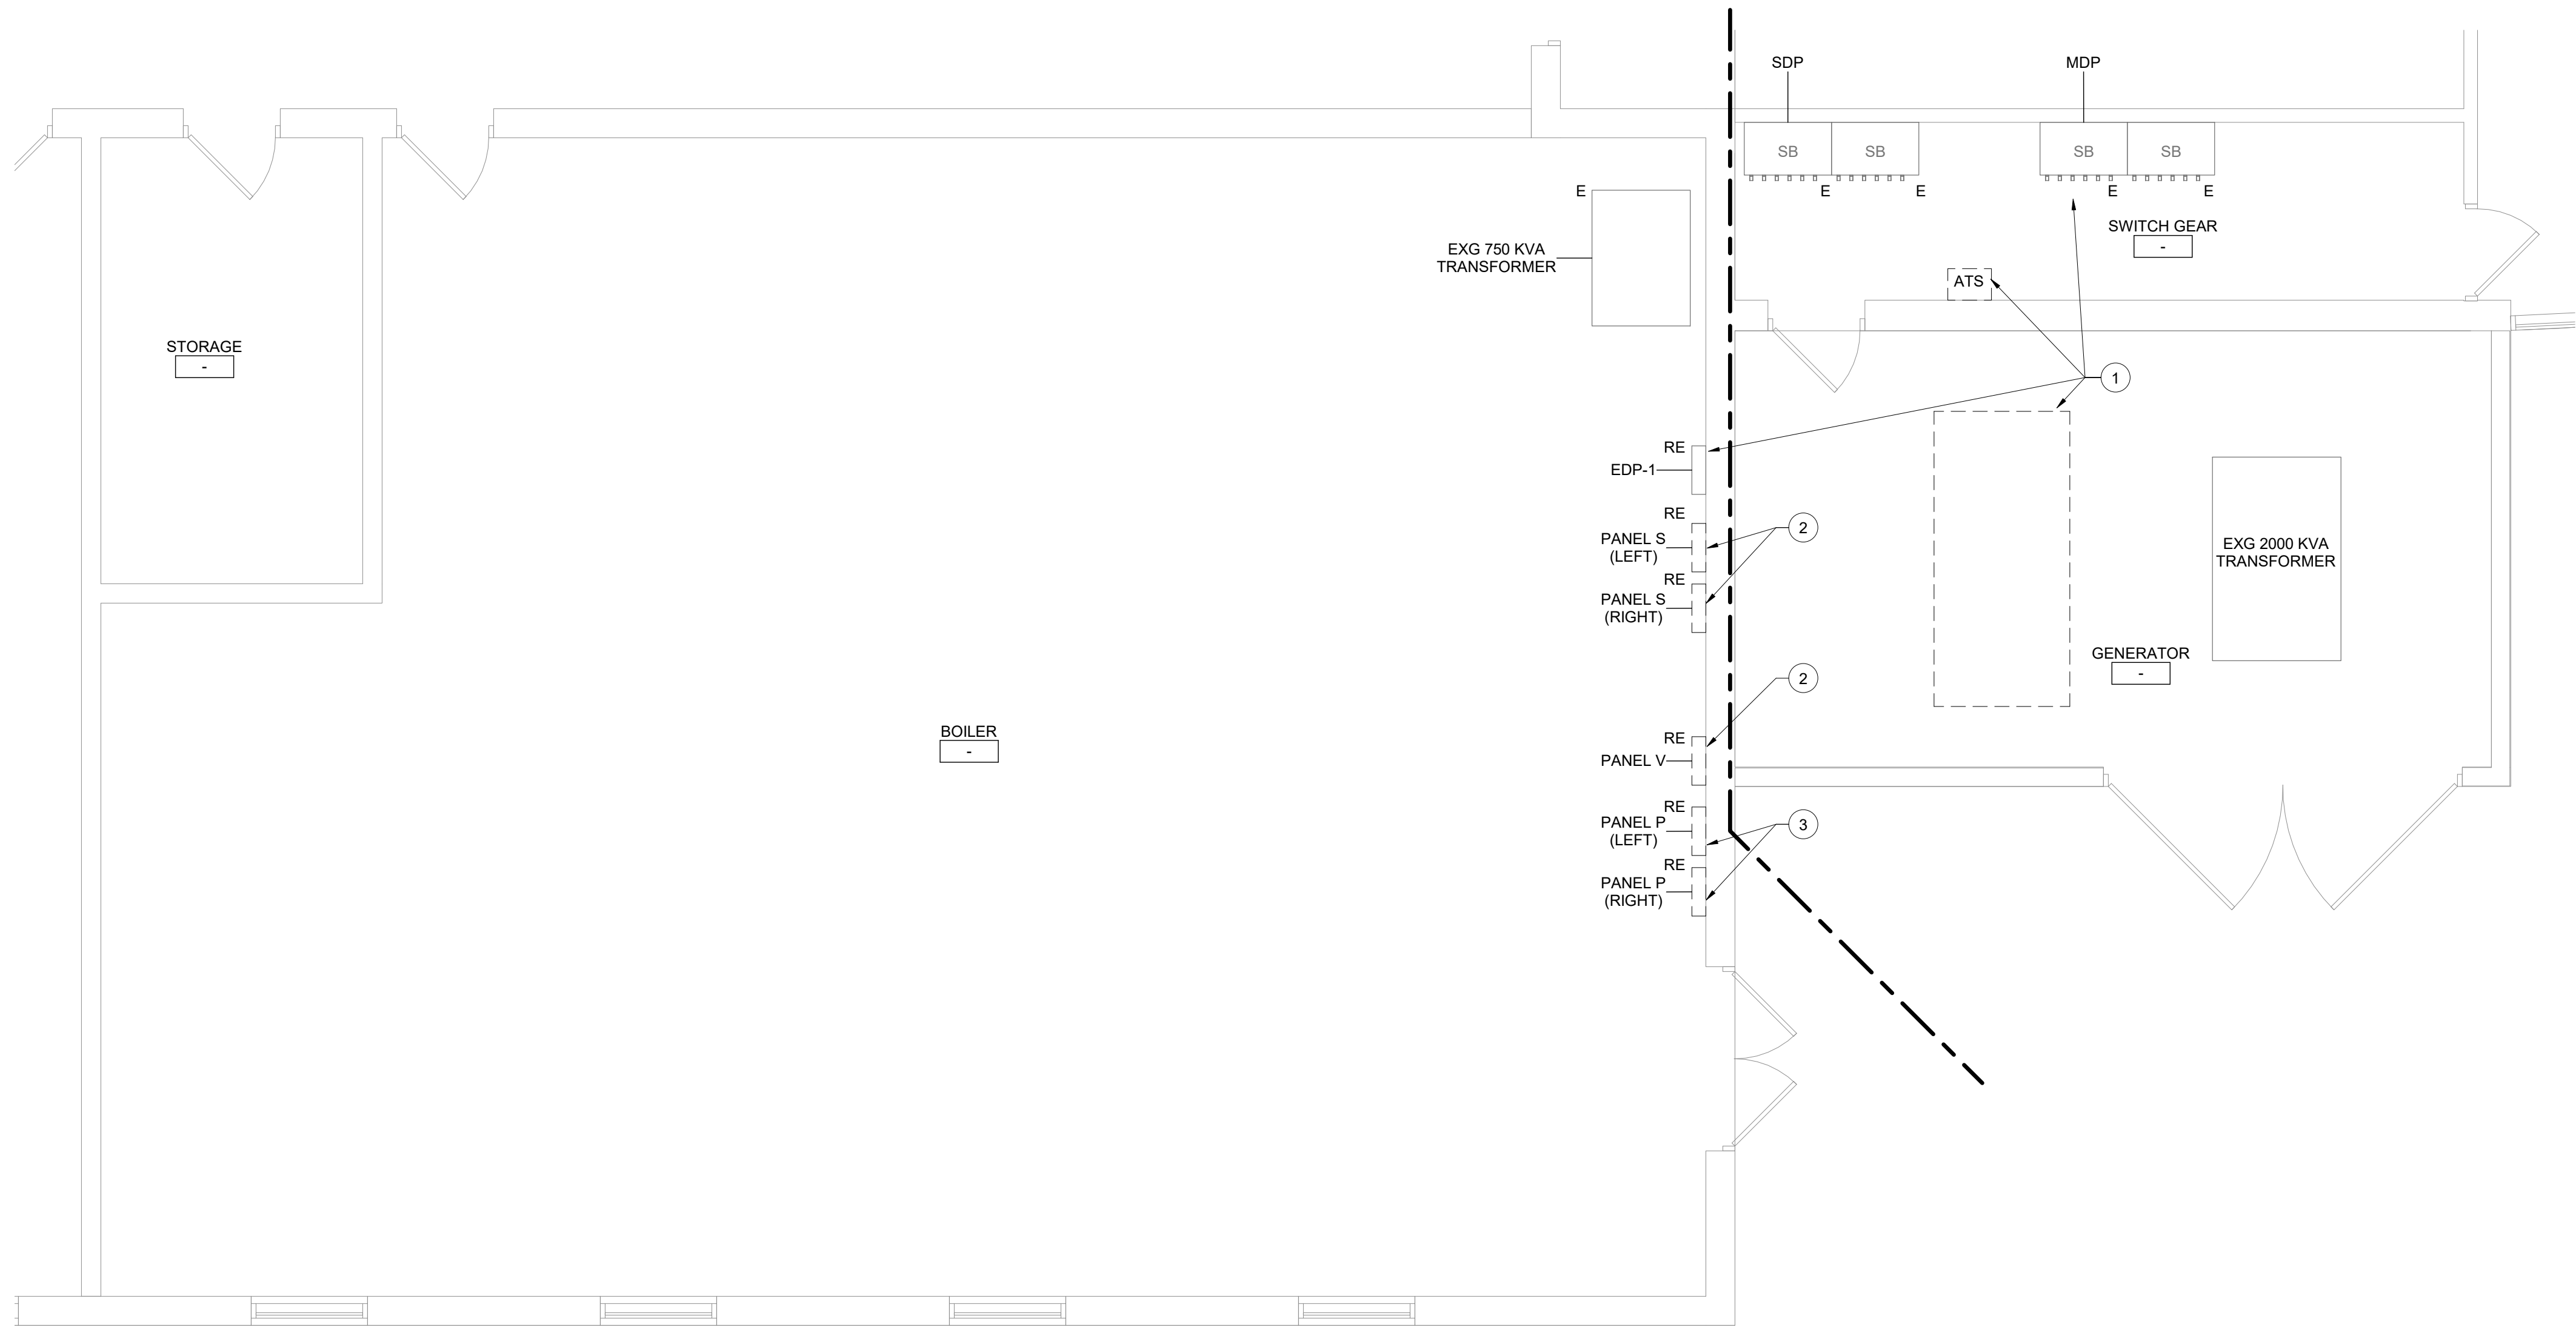 SDP
MDP
SB
SB
SB
SB
E
E
E
E
E
SWITCH GEAR
-
EXG 750 KVA
TRANSFORMER
ATS
STORAGE
-
1
RE
EDP-1
RE
PANEL S
(LEFT)
2
RE
PANEL S
(RIGHT)
EXG 2000 KVA
TRANSFORMER
GENERATOR
-
2
BOILER
-
RE
PANEL V
RE
PANEL P
(LEFT)
3
RE
PANEL P
(RIGHT)